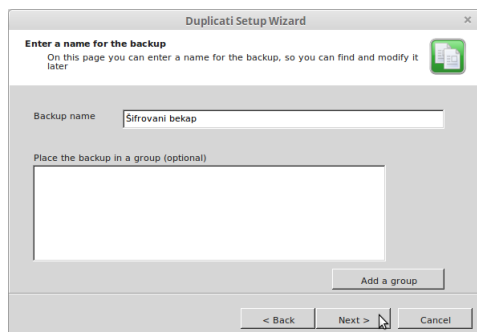 Duplicati Setup Wizard
Enter a name for the backup
On this page you can enter a name for the backup, so you can find and modify it
later
Backup name
Šifrovani bekap
Place the backup in a group (optional)
Add a group
< Back
Next >
Cancel